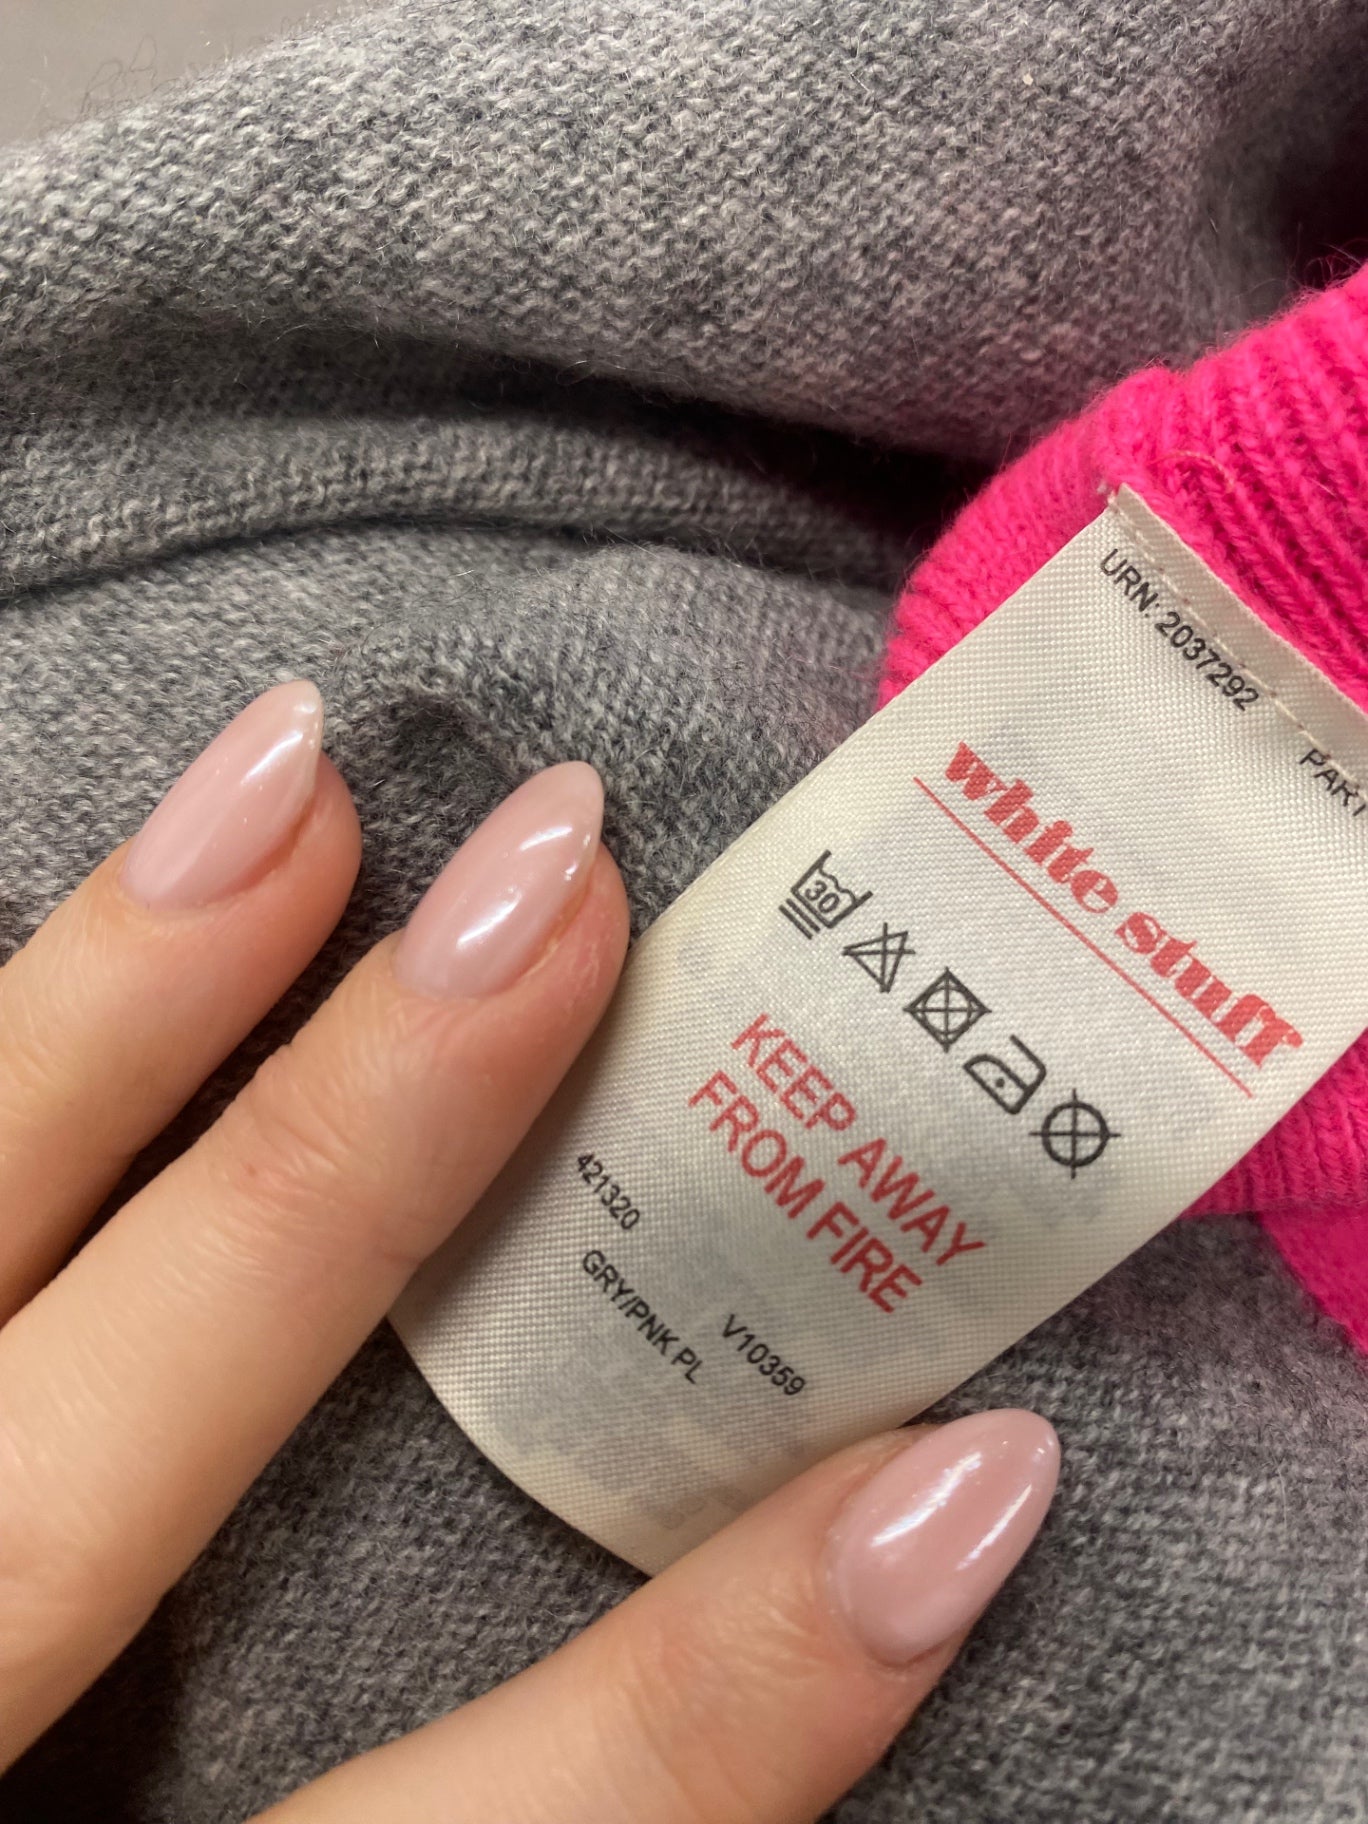 URN: 2037292
PART
white stuff
30
KEEP AWAY
FROM FIRE
421320
GRY/PNK PL
V10359